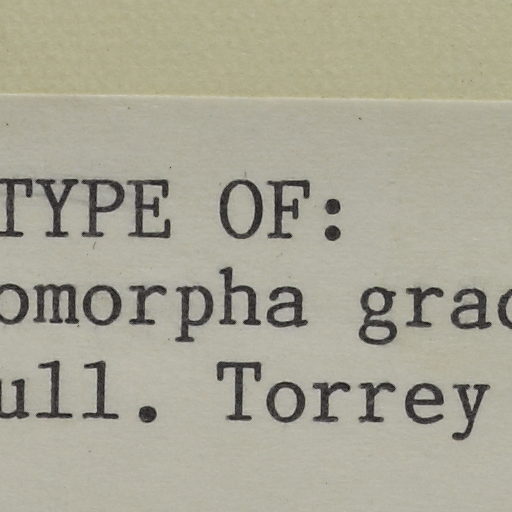 TYPE OF:
omorpha grac
ull. Torrey